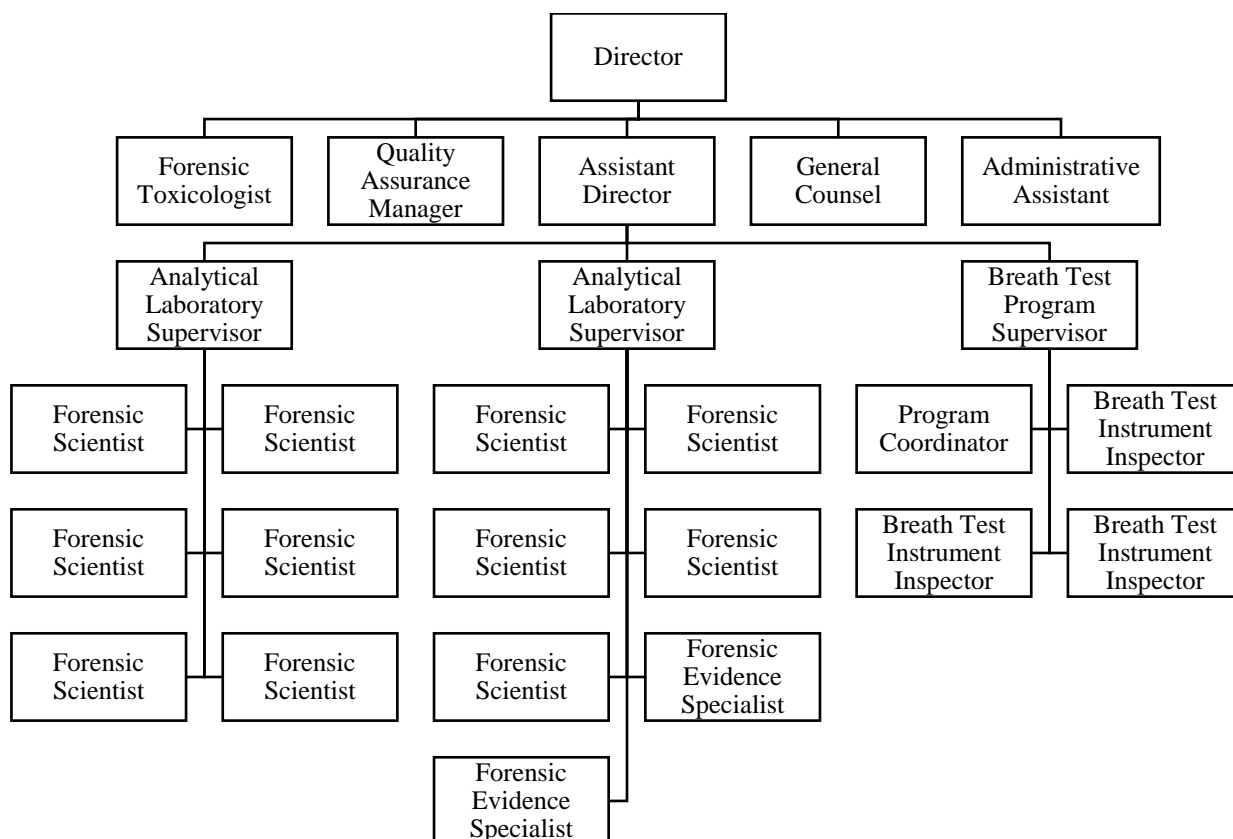 Director
Forensic
Toxicologist
Quality
Assurance
Manager
Assistant
Director
General
Counsel
Administrative
Assistant
Analytical
Laboratory
Supervisor
Analytical
Laboratory
Supervisor
Breath Test
Program
Supervisor
Forensic
Scientist
Forensic
Scientist
Forensic
Scientist
Forensic
Scientist
Program
Coordinator
Breath Test
Instrument
Inspector
Forensic
Scientist
Forensic
Scientist
Forensic
Scientist
Forensic
Scientist
Breath Test
Instrument
Inspector
Breath Test
Instrument
Inspector
Forensic
Scientist
Forensic
Scientist
Forensic
Scientist
Forensic
Evidence
Specialist
Forensic
Evidence
Specialist